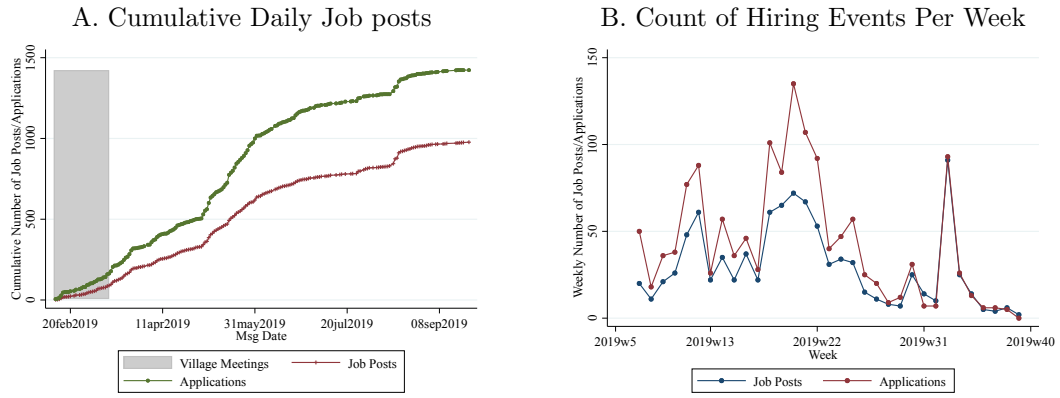 A. Cumulative Daily Job posts
Cumulative Number of Job Posts/Applications
1500
1000
500
0
20feb2019 11apr2019 31may2019 20jul2019 08sep2019
Msg Date
Village Meetings Job Posts
Applications
B. Count of Hiring Events Per Week
Weekly Number of Job Posts/Applications
150
100
50
0
2019w5 2019w13 2019w22 2019w31 2019w40
Week
Job Posts Applications